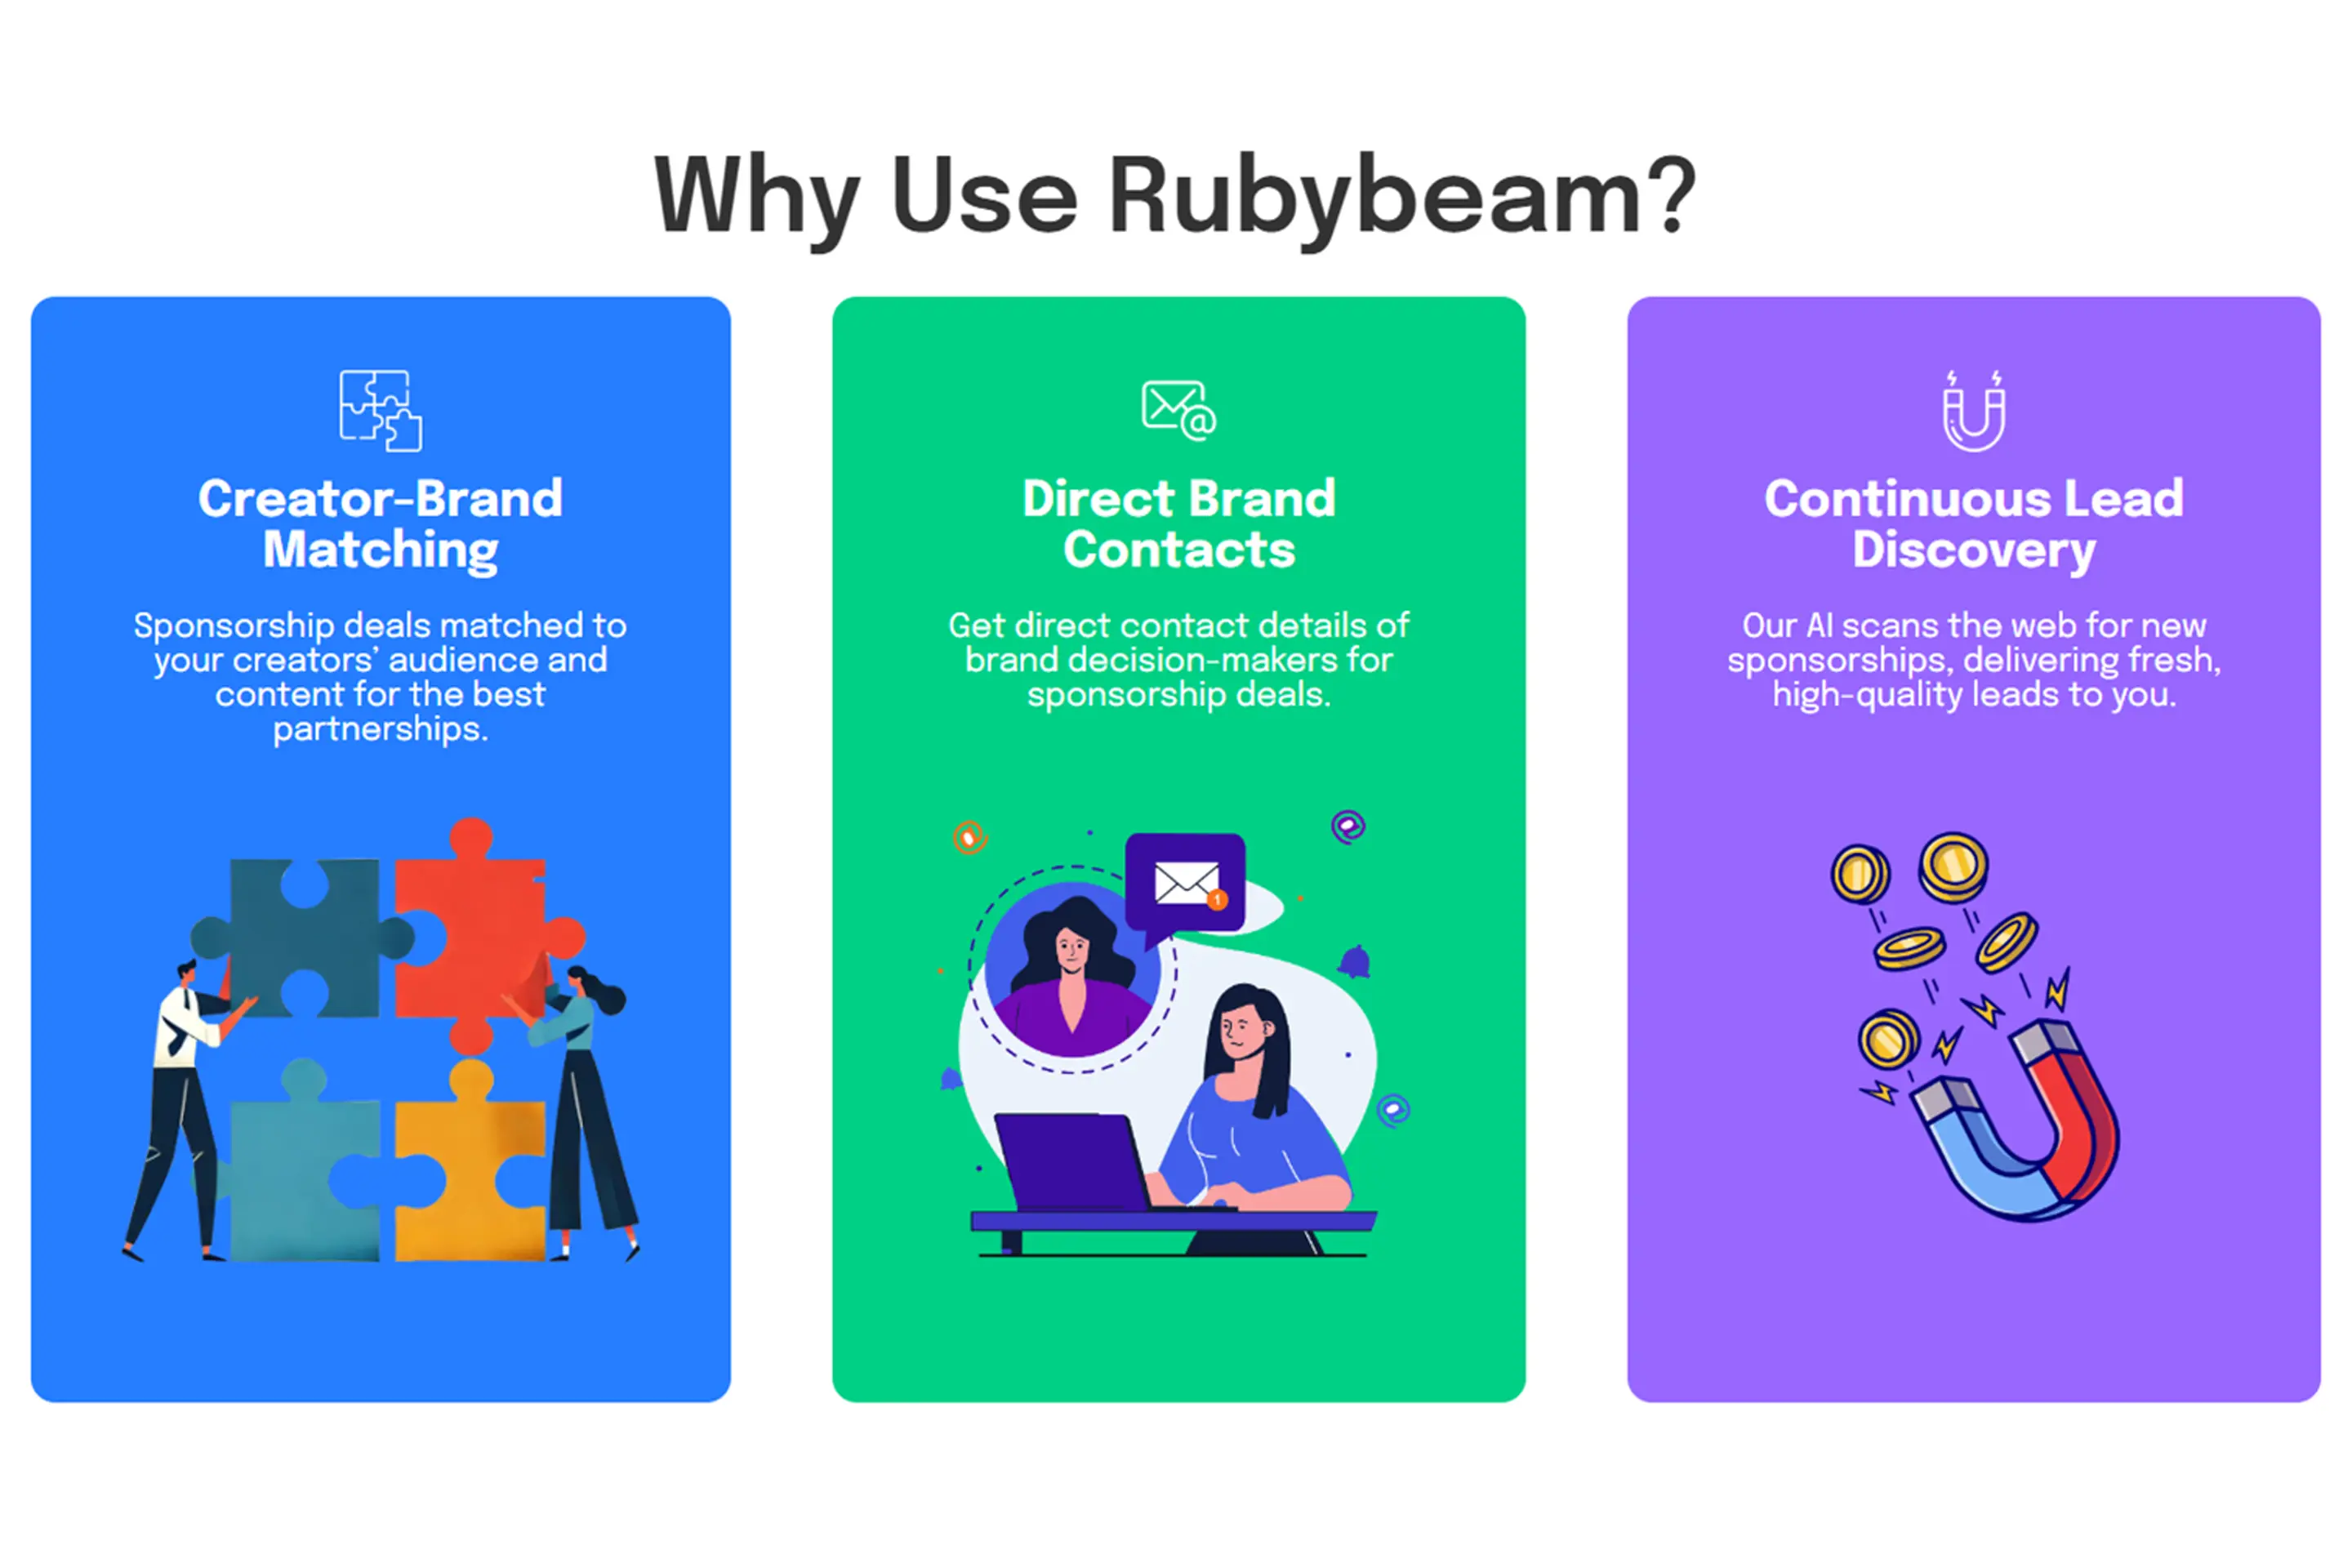 Why Use Rubybeam?
Creator-Brand
Matching
Sponsorship deals matched to
your creators’ audience and
content for the best
partnerships.
@
Direct Brand
Contacts
Get direct contact details of
brand decision-makers for
sponsorship deals.
1
Continuous Lead
Discovery
Our AI scans the web for new
sponsorships, delivering fresh,
high-quality leads to you.